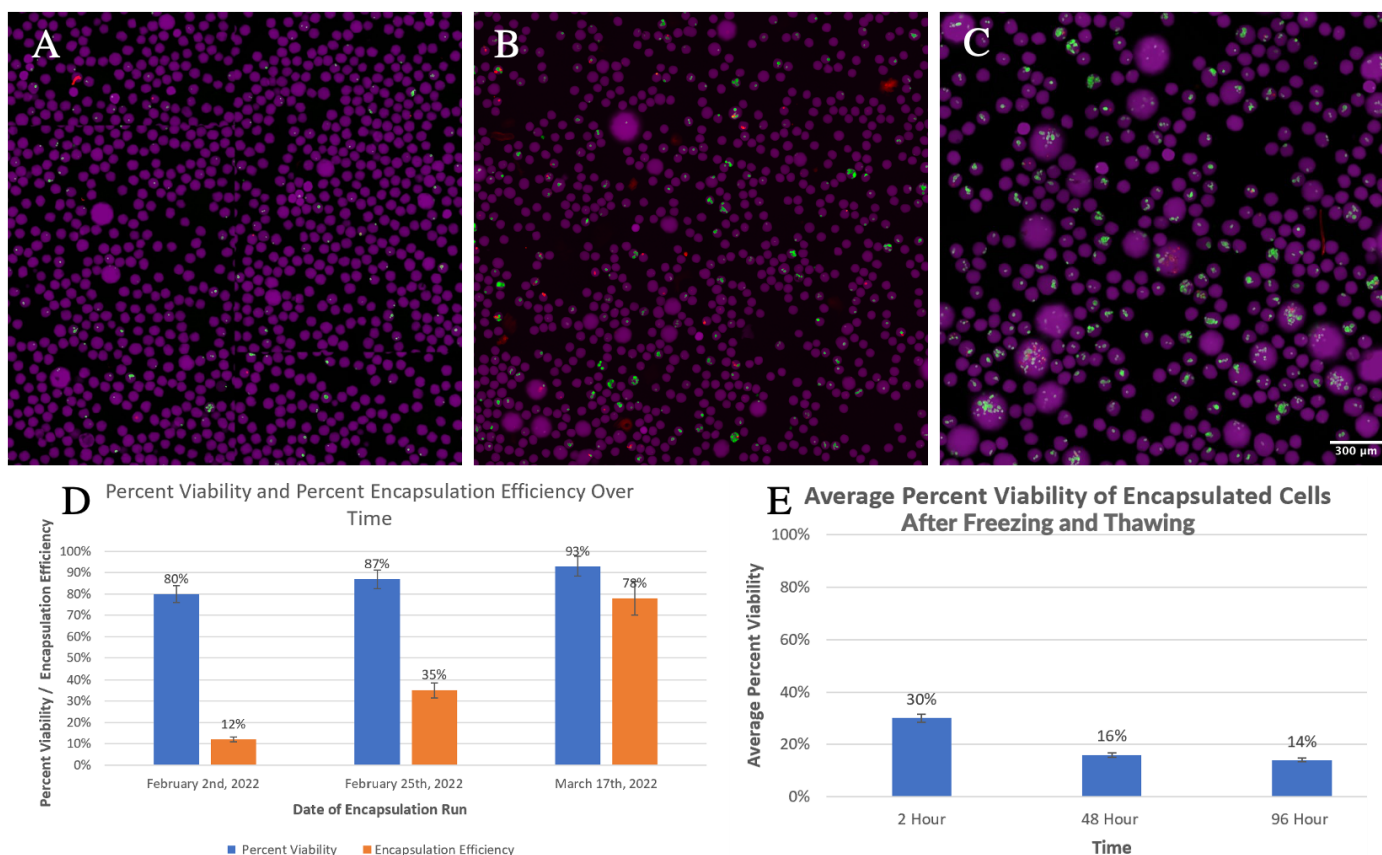 A
B
C
300 μm
D
Percent Viability and Percent Encapsulation Efficiency Over
Time
Percent Viability / Encapsulation Efficiency
100%
90%
80%
70%
60%
50%
40%
30%
20%
10%
0%
80%
12%
87%
35%
93%
78%
February 2nd, 2022
February 25th, 2022
March 17th, 2022
Date of Encapsulation Run
Percent Viability
Encapsulation Efficiency
E
Average Percent Viability of Encapsulated Cells
After Freezing and Thawing
Average Percent Viability
100%
80%
60%
40%
20%
0%
30%
16%
14%
2 Hour
48 Hour
96 Hour
Time